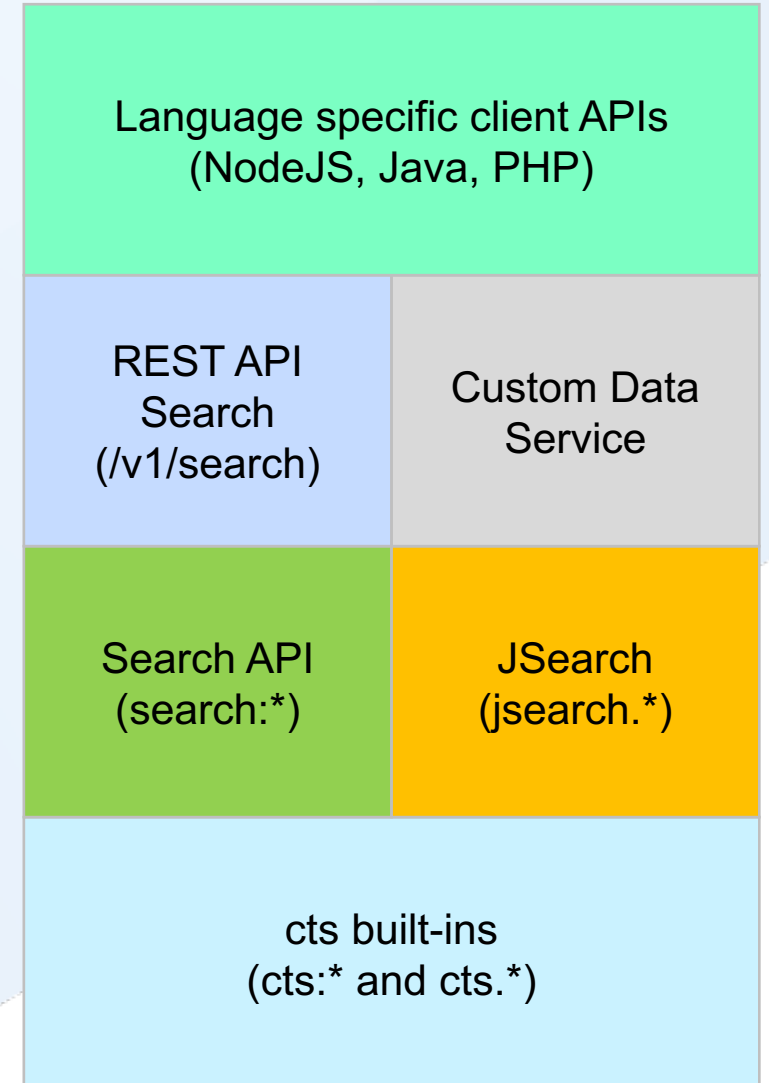 Language specific client APIs
(NodeJS, Java, PHP)
REST API
Search
(/v1/search)
Custom Data
Service
Search API
(search:*)
JSearch
(jsearch.*)
cts built-ins
(cts:* and cts.*)